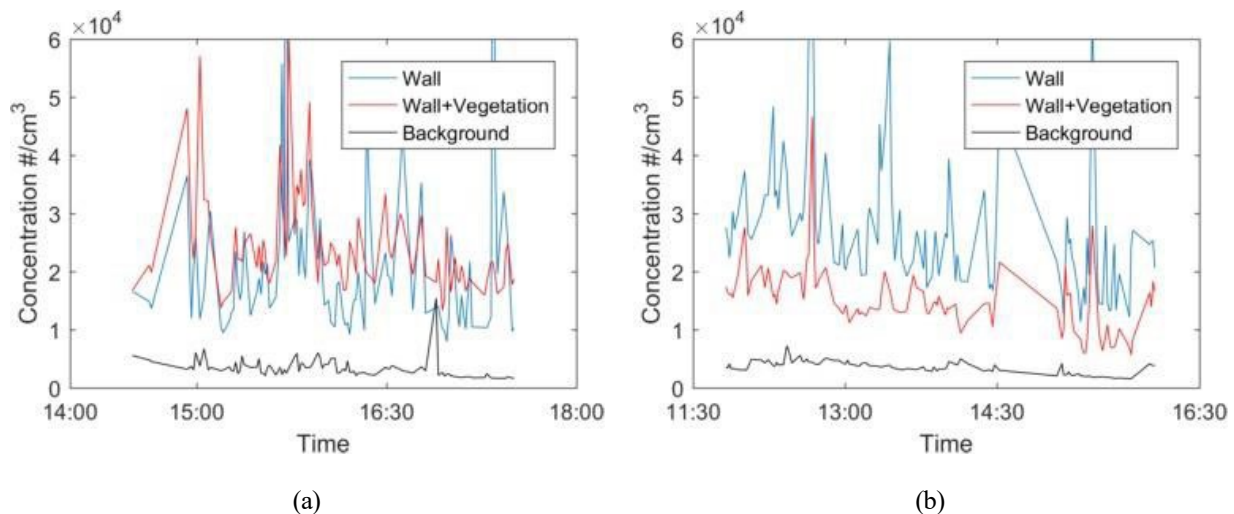 ×10⁴
6
5
4
3
2
1
0
Concentration #/cm³
14:00
15:00
16:30
18:00
Time
Wall
Wall+Vegetation
Background
(a)
×10⁴
6
5
4
3
2
1
0
Concentration #/cm³
11:30
13:00
14:30
16:30
Time
Wall
Wall+Vegetation
Background
(b)